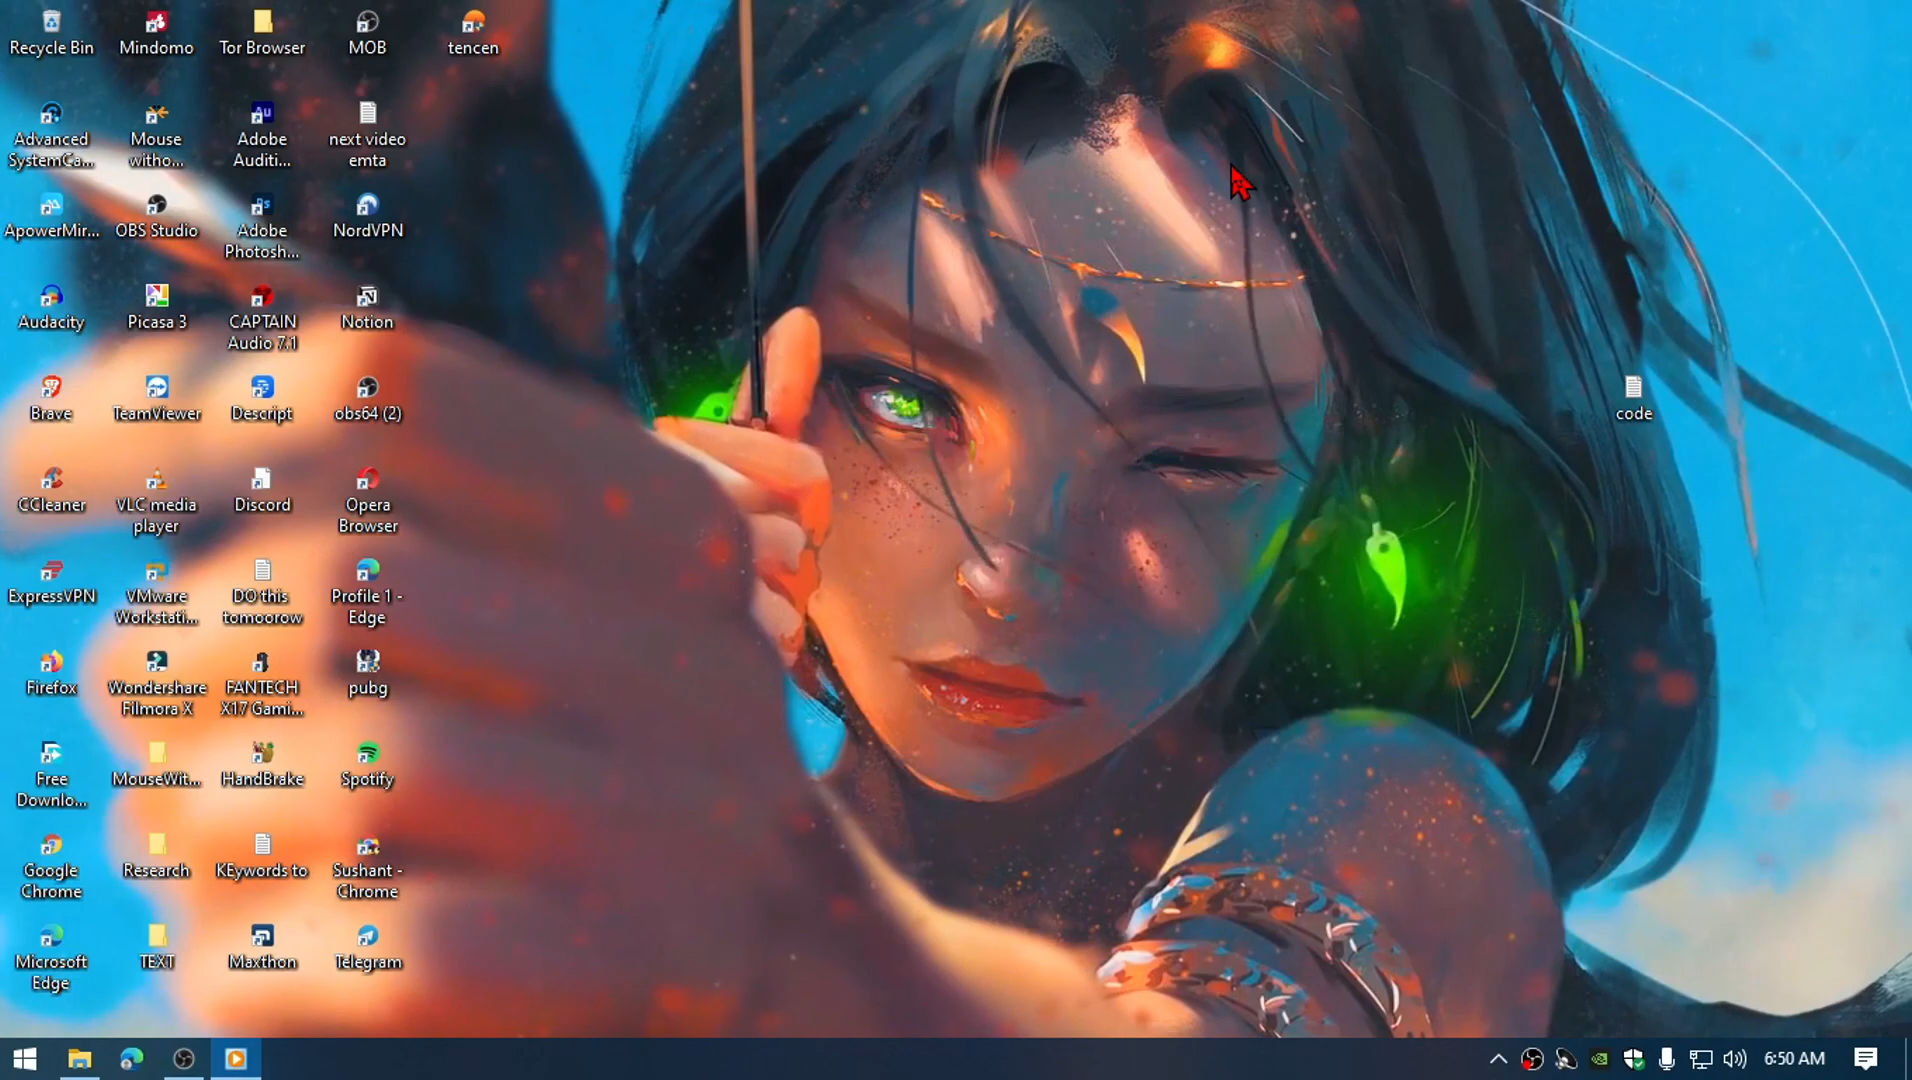 Recycle Bin
Mindomo
Tor Browser
MOB
tencen
Advanced
SystemCa...
Mouse
witho...
Adobe
Auditi...
next video
emta
ApowerMir...
OBS Studio
Adobe
Photosh...
NordVPN
Audacity
Picasa 3
CAPTAIN
Audio 7.1
Notion
Brave
TeamViewer
Descript
obs64 (2)
code
CCleaner
VLC media
player
Discord
Opera
Browser
ExpressVPN
VMware
Workstati...
DO this
tomoorow
Profile 1 -
Edge
Firefox
Wondershare
Filmora X
FANTECH
X17 Gami...
pubg
Free
Downlo...
MouseWit...
HandBrake
Spotify
Google
Chrome
Research
KEywords to
Sushant -
Chrome
Microsoft
Edge
TEXT
Maxthon
Telegram
6:50 AM